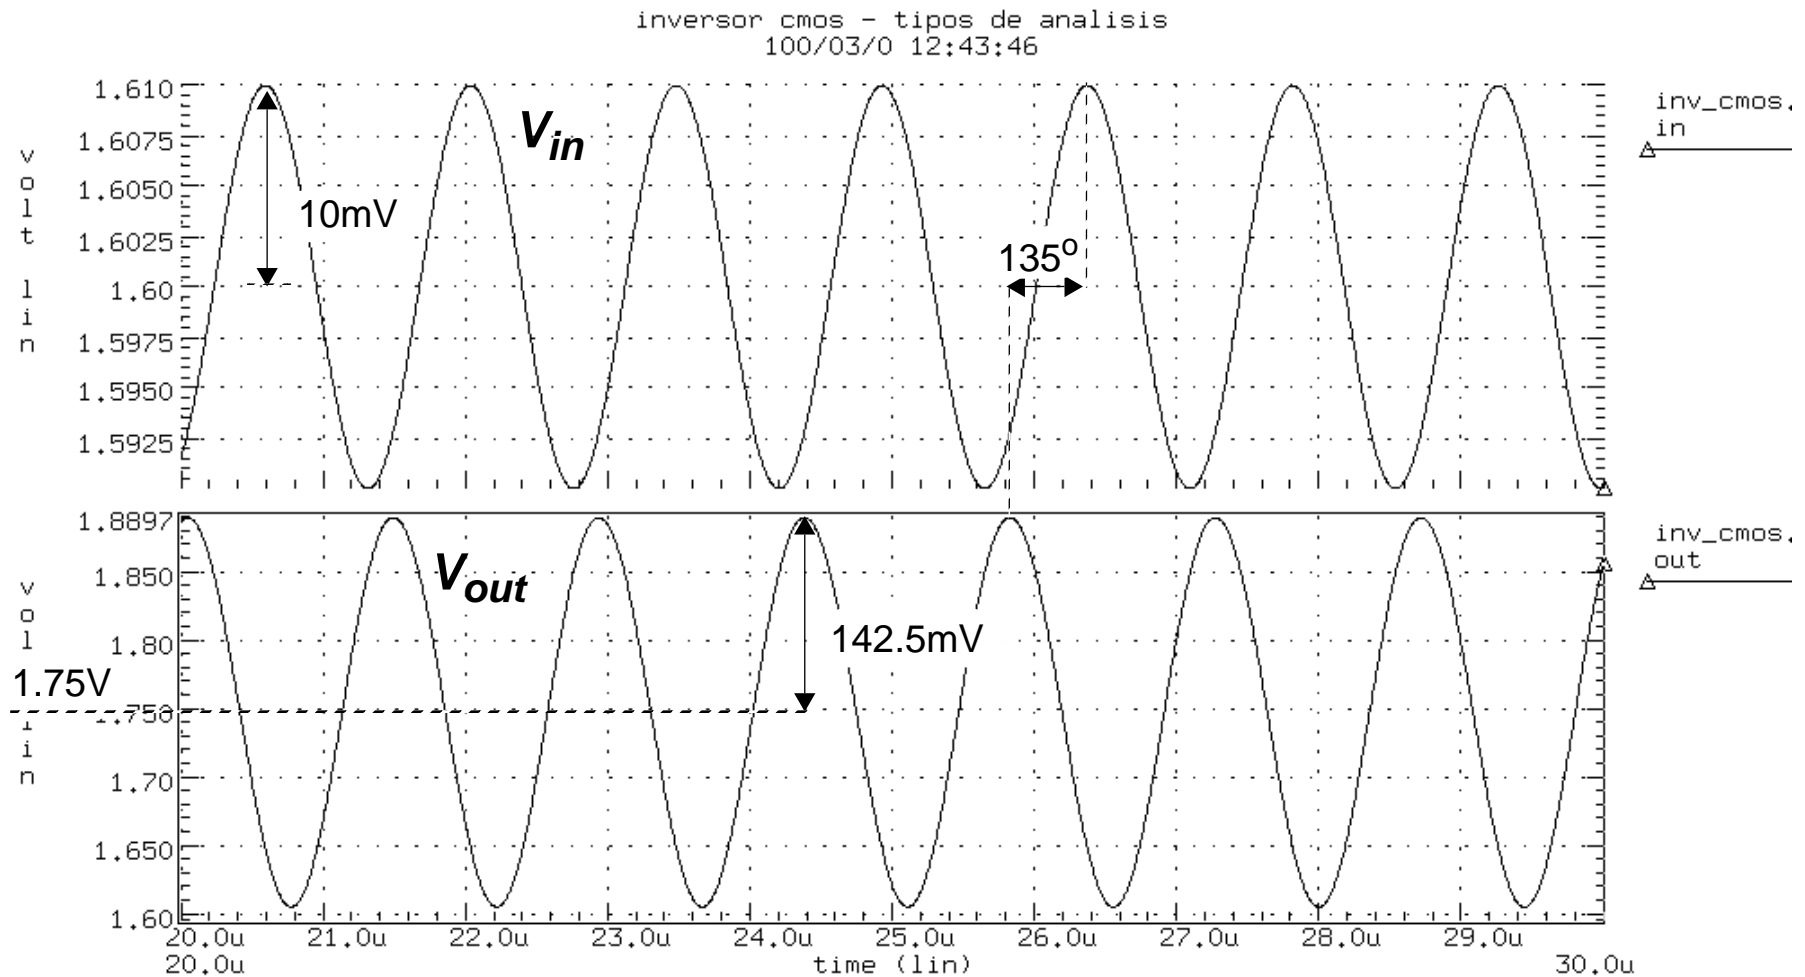 inversor cmos - tipos de analisis
100/03/0 12:43:46
volt lin
1.610
1.6075
1.6050
1.6025
1.60
1.5975
1.5950
1.5925
Vin
10mV
135o
inv_cmos.
in
volt lin
1.8897
1.850
1.80
1.750
1.70
1.650
1.60
1.75V
Vout
142.5mV
inv_cmos.
out
20.0u 21.0u 22.0u 23.0u 24.0u 25.0u 26.0u 27.0u 28.0u 29.0u
20.0u time (lin) 30.0u